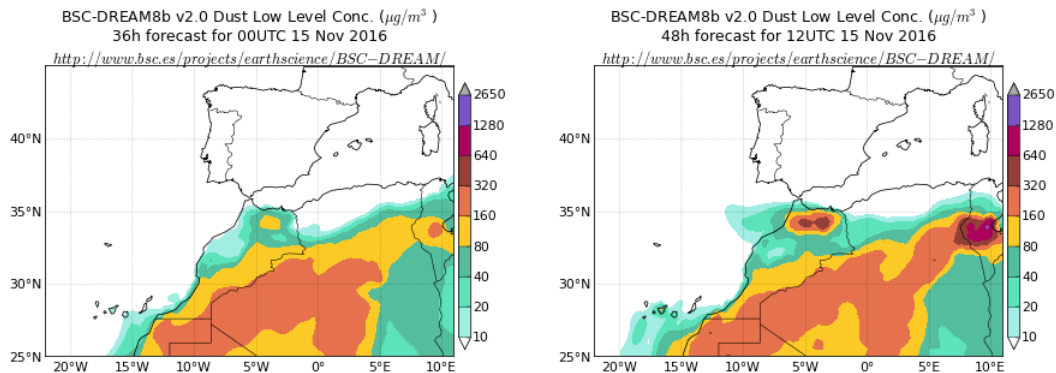 BSC-DREAM8b v2.0 Dust Low Level Conc. (μg/m³ )
36h forecast for 00UTC 15 Nov 2016
http://www.bsc.es/projects/earthscience/BSC-DREAM/
40°N
35°N
30°N
25°N
20°W
15°W
10°W
5°W
0°E
5°E
10°E
2650
1280
640
320
160
80
40
20
10
BSC-DREAM8b v2.0 Dust Low Level Conc. (μg/m³ )
48h forecast for 12UTC 15 Nov 2016
http://www.bsc.es/projects/earthscience/BSC-DREAM/
40°N
35°N
30°N
25°N
20°W
15°W
10°W
5°W
0°E
5°E
10°E
2650
1280
640
320
160
80
40
20
10